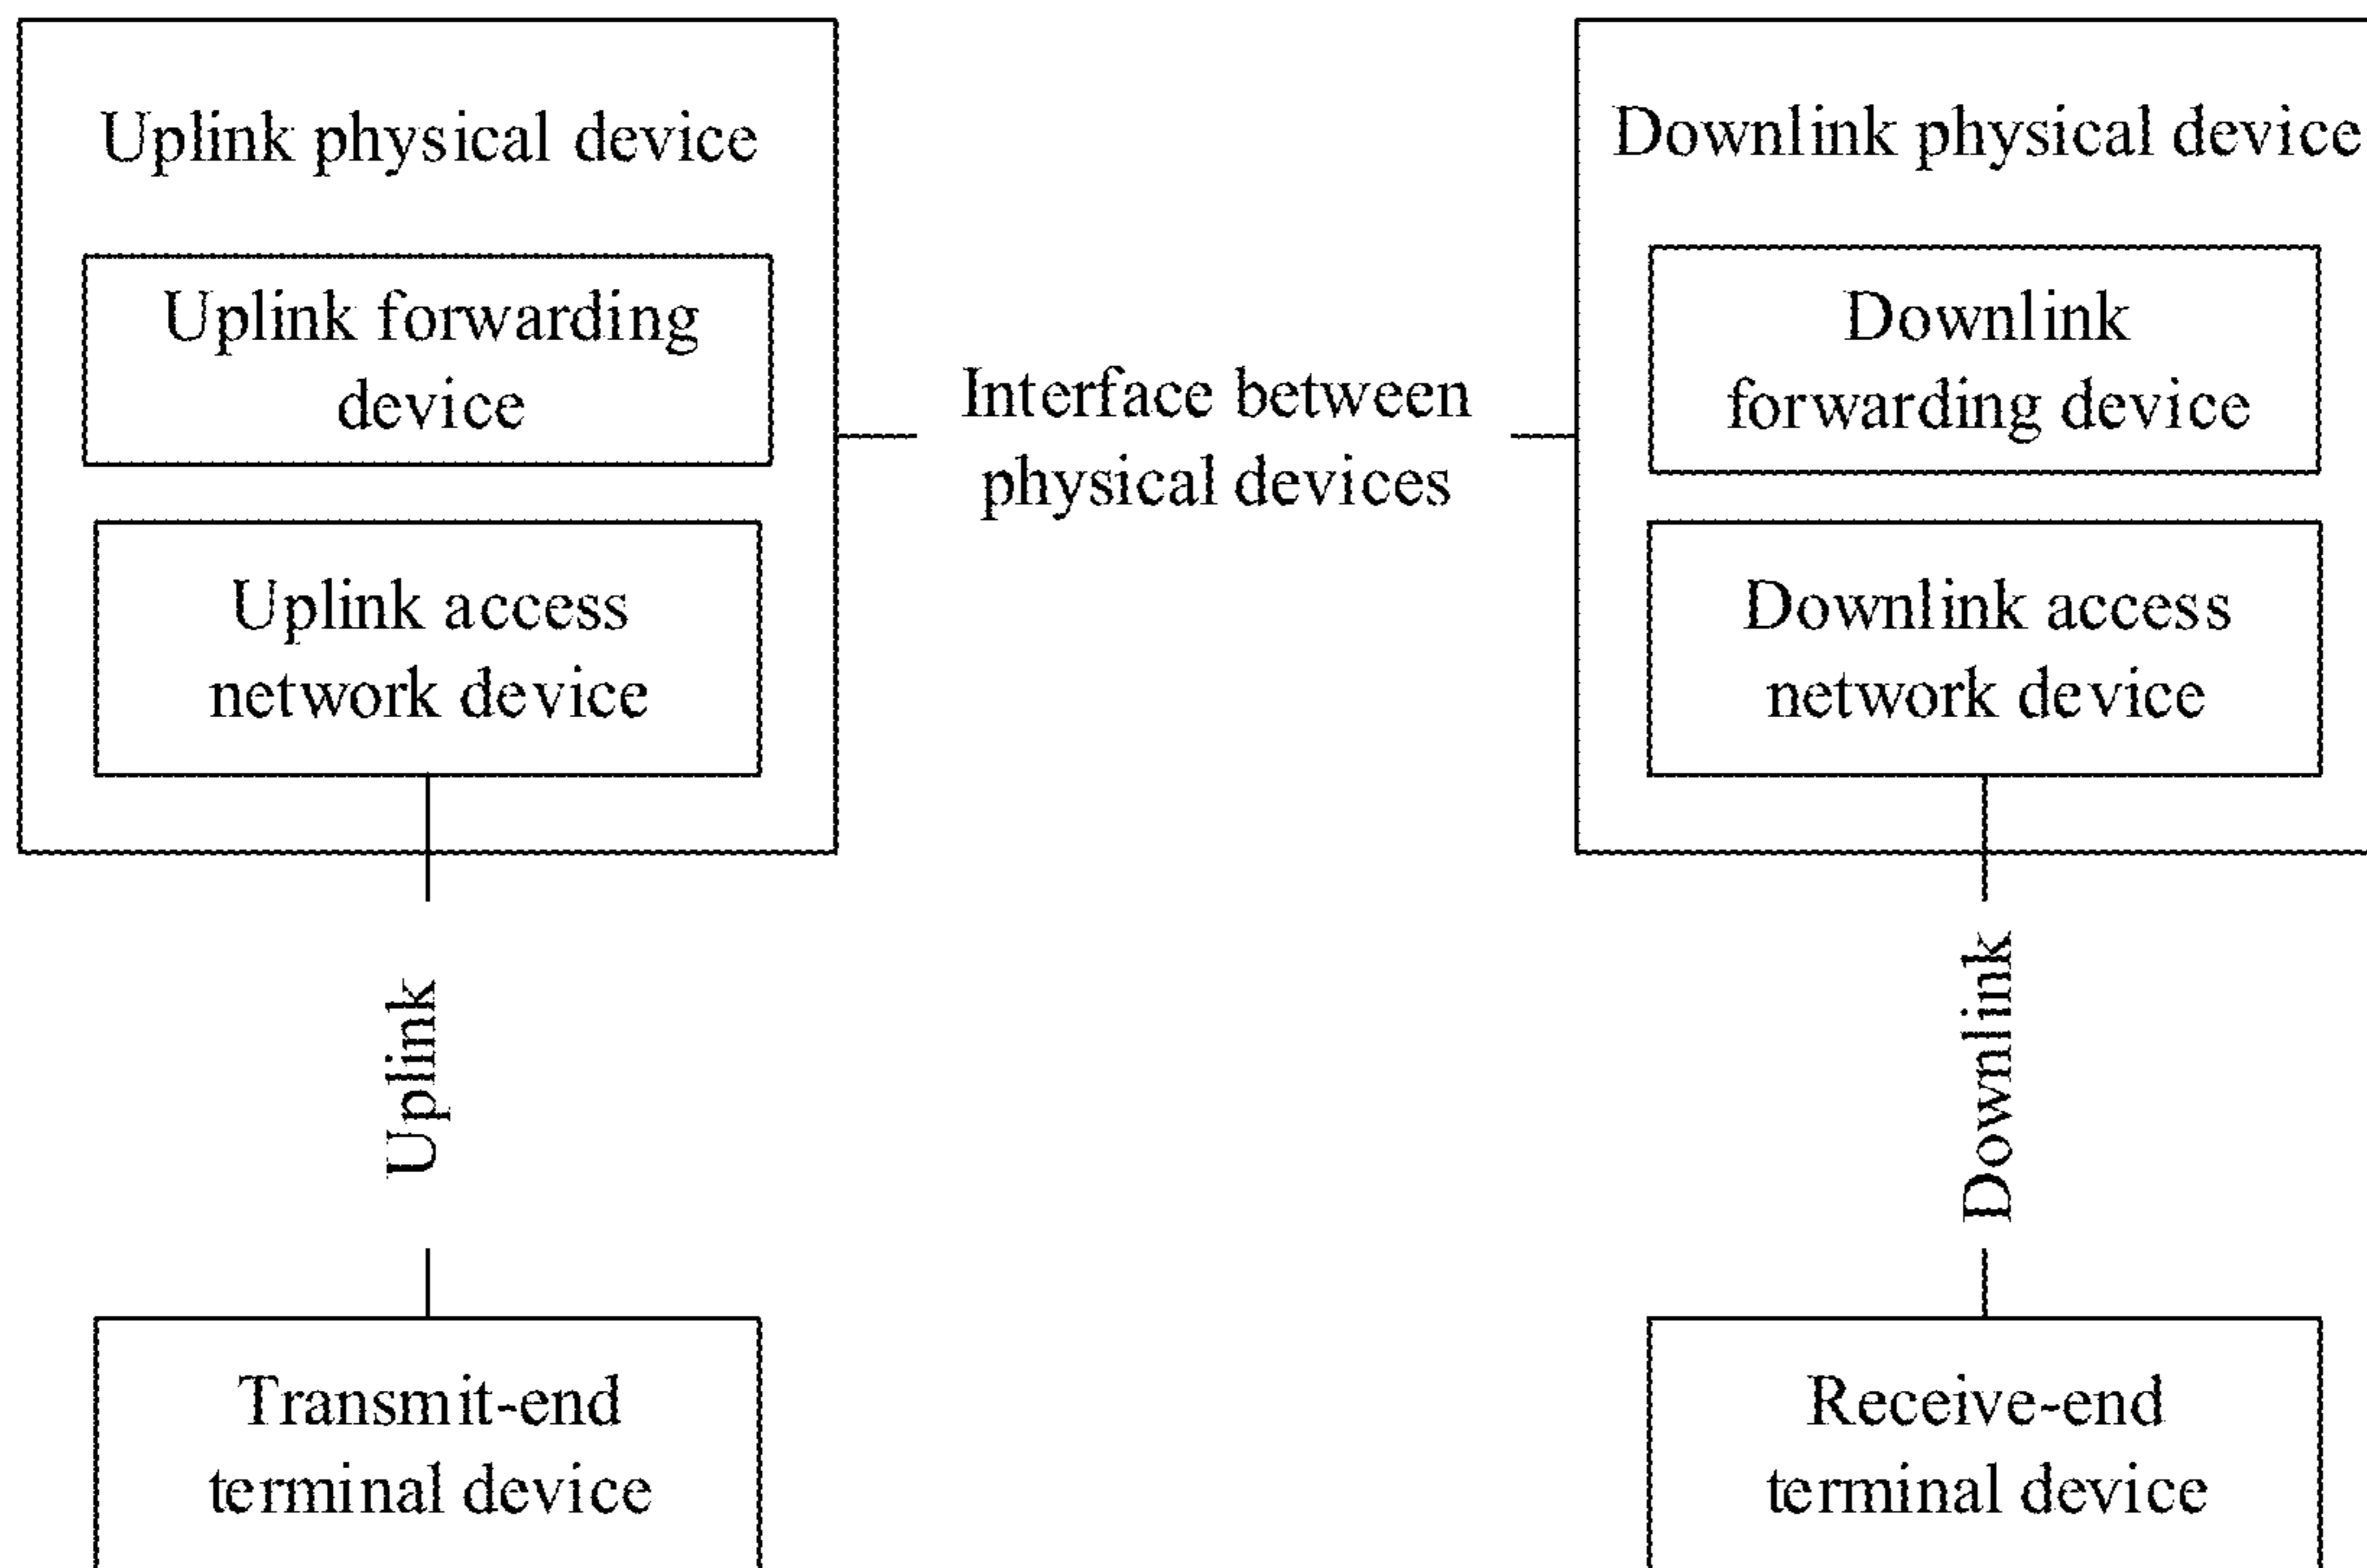 Uplink physical device
Uplink forwarding
device
Uplink access
network device
Interface between
physical devices
Downlink physical device
Downlink
forwarding device
Downlink access
network device
Uplink
Downlink
Transmit-end
terminal device
Receive-end
terminal device